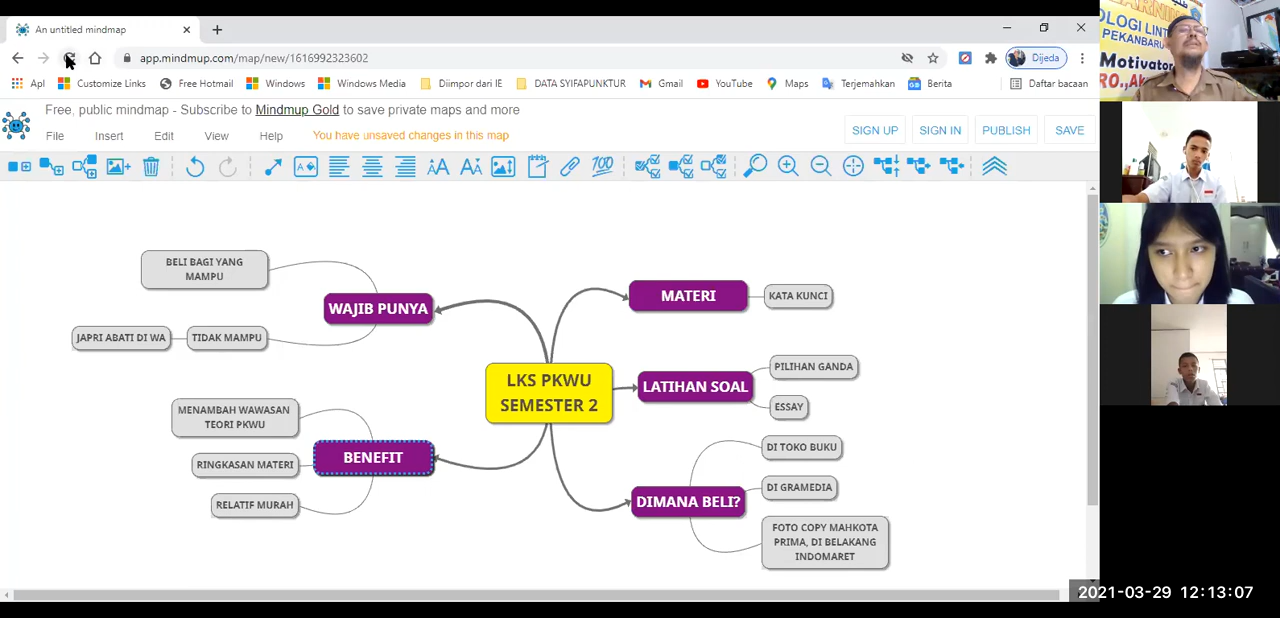 An untitled mindmap
app.mindmup.com/map/new/1616992323602
Dijeda
Apl
Customize Links
Free Hotmail
Windows
Windows Media
Diimpor dari IE
DATA SYIFAPUNKTUR
Gmail
YouTube
Maps
Terjemahkan
Berita
Daftar bacaan
Free, public mindmap - Subscribe to Mindmup Gold to save private maps and more
File Insert Edit View Help
You have unsaved changes in this map
SIGN UP
SIGN IN
PUBLISH
SAVE
100
BELI BAGI YANG
MAMPU
WAJIB PUNYA
JAPRI ABATI DI WA
TIDAK MAMPU
MENAMBAH WAWASAN
TEORI PKWU
BENEFIT
RINGKASAN MATERI
RELATIF MURAH
LKS PKWU
SEMESTER 2
MATERI
KATA KUNCI
LATIHAN SOAL
PILIHAN GANDA
ESSAY
DIMANA BELI?
DI TOKO BUKU
DI GRAMEDIA
FOTO COPY MAHKOTA
PRIMA, DI BELAKANG
INDOMARET
OLOGI LINT
PEKANBARU
Motivator
2021-03-29 12:13:07